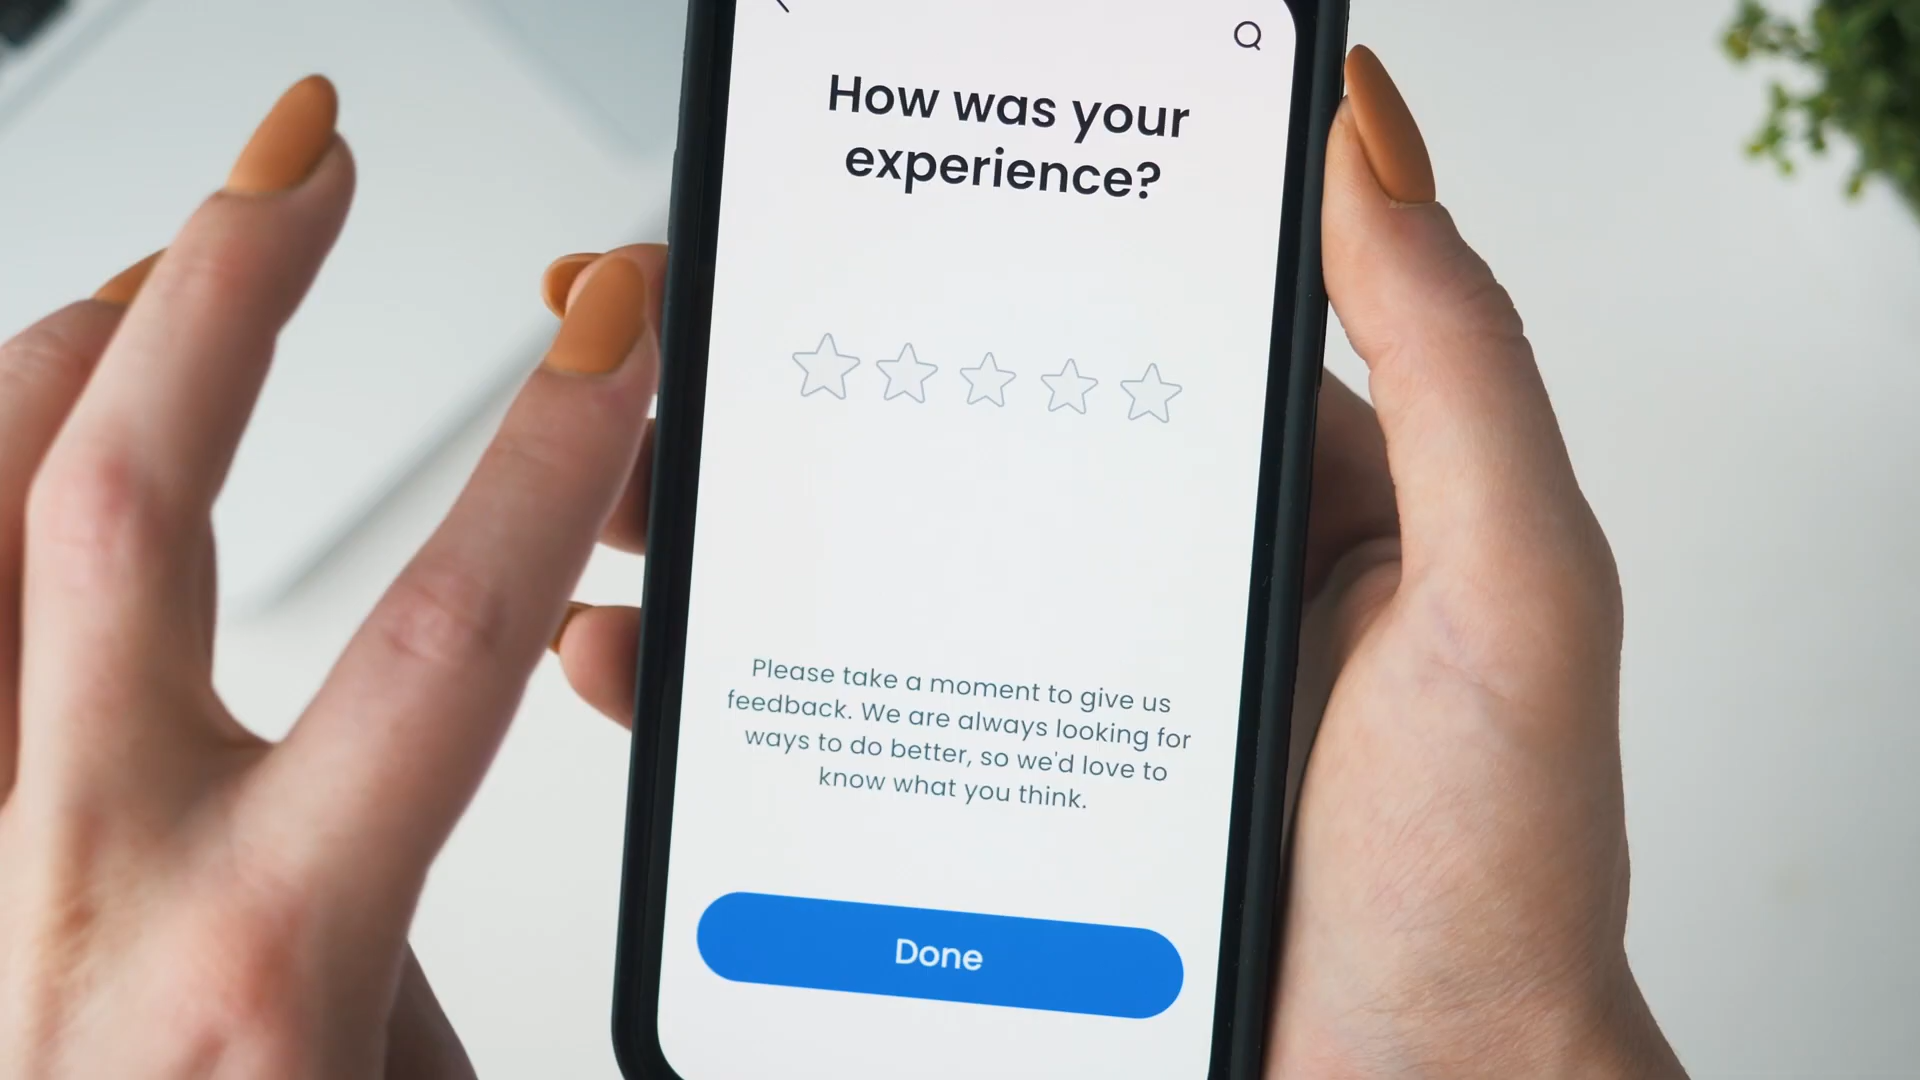 How was your
experience?
Please take a moment to give us
feedback. We are always looking for
ways to do better, so we'd love to
know what you think.
Done